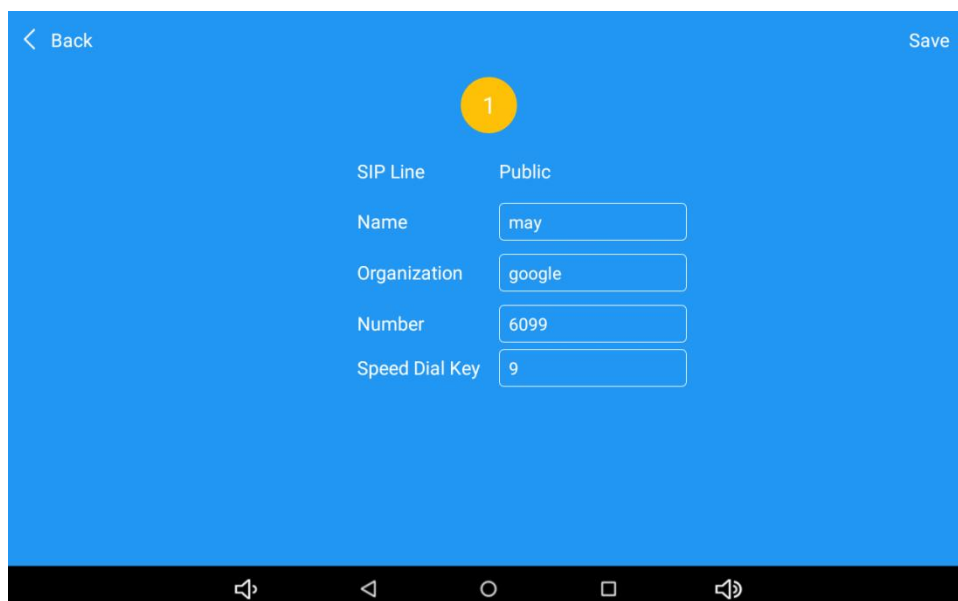 Back
Save
1
SIP Line Public
Name may
Organization google
Number 6099
Speed Dial Key 9